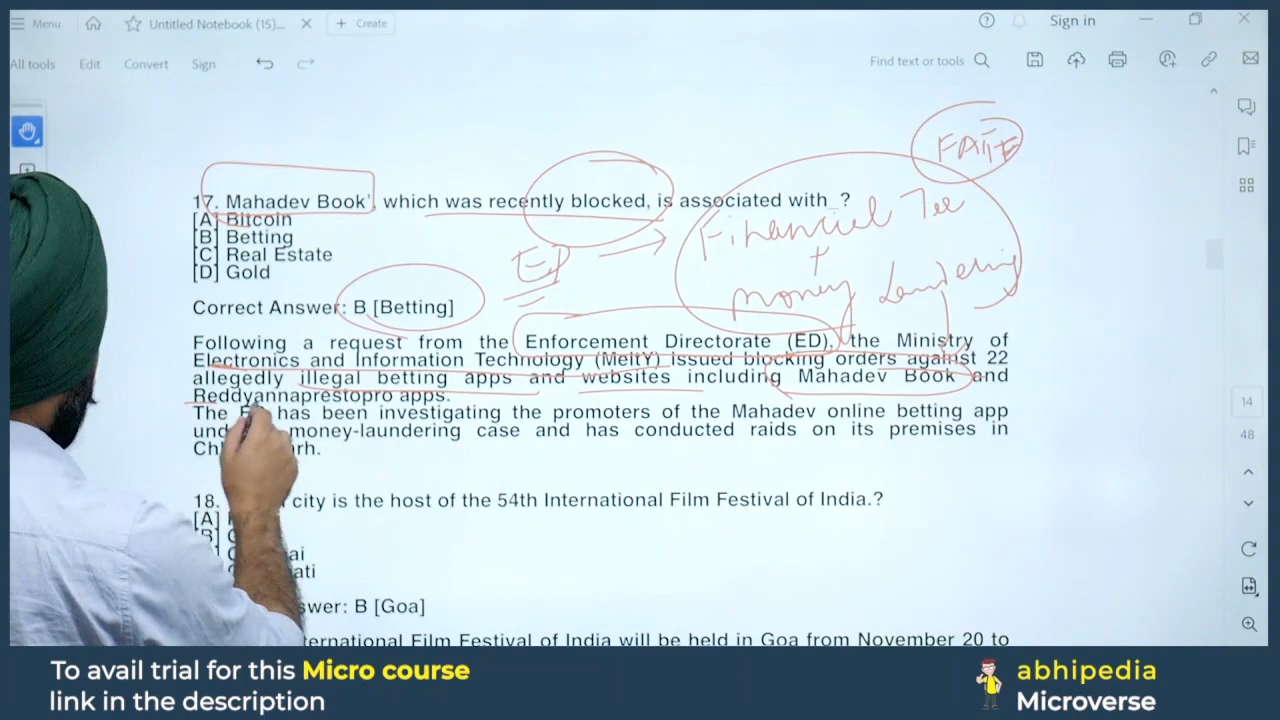 Menu
Untitled Notebook (15)...
Create
Sign in
All tools
Edit
Convert
Sign
Find text or tools
FATF
17. Mahadev Book', which was recently blocked, is associated with_?
[A] Bitcoin
[B] Betting
[C] Real Estate
[D] Gold
Financial Tee
+
money Laundering
ED
Correct Answer: B [Betting]
Following a request from the Enforcement Directorate (ED), the Ministry of
Electronics and Information Technology (MeItY) issued blocking orders against 22
allegedly illegal betting apps and websites including Mahadev Book and
Reddyannaprestopro apps.
The has been investigating the promoters of the Mahadev online betting app
money-laundering case and has conducted raids on its premises in
14
48
18. city is the host of the 54th International Film Festival of India.?
[A]
B [Goa]
International Film Festival of India will be held in Goa from November 20 to
To avail trial for this Micro course
link in the description
abhipedia
Microverse